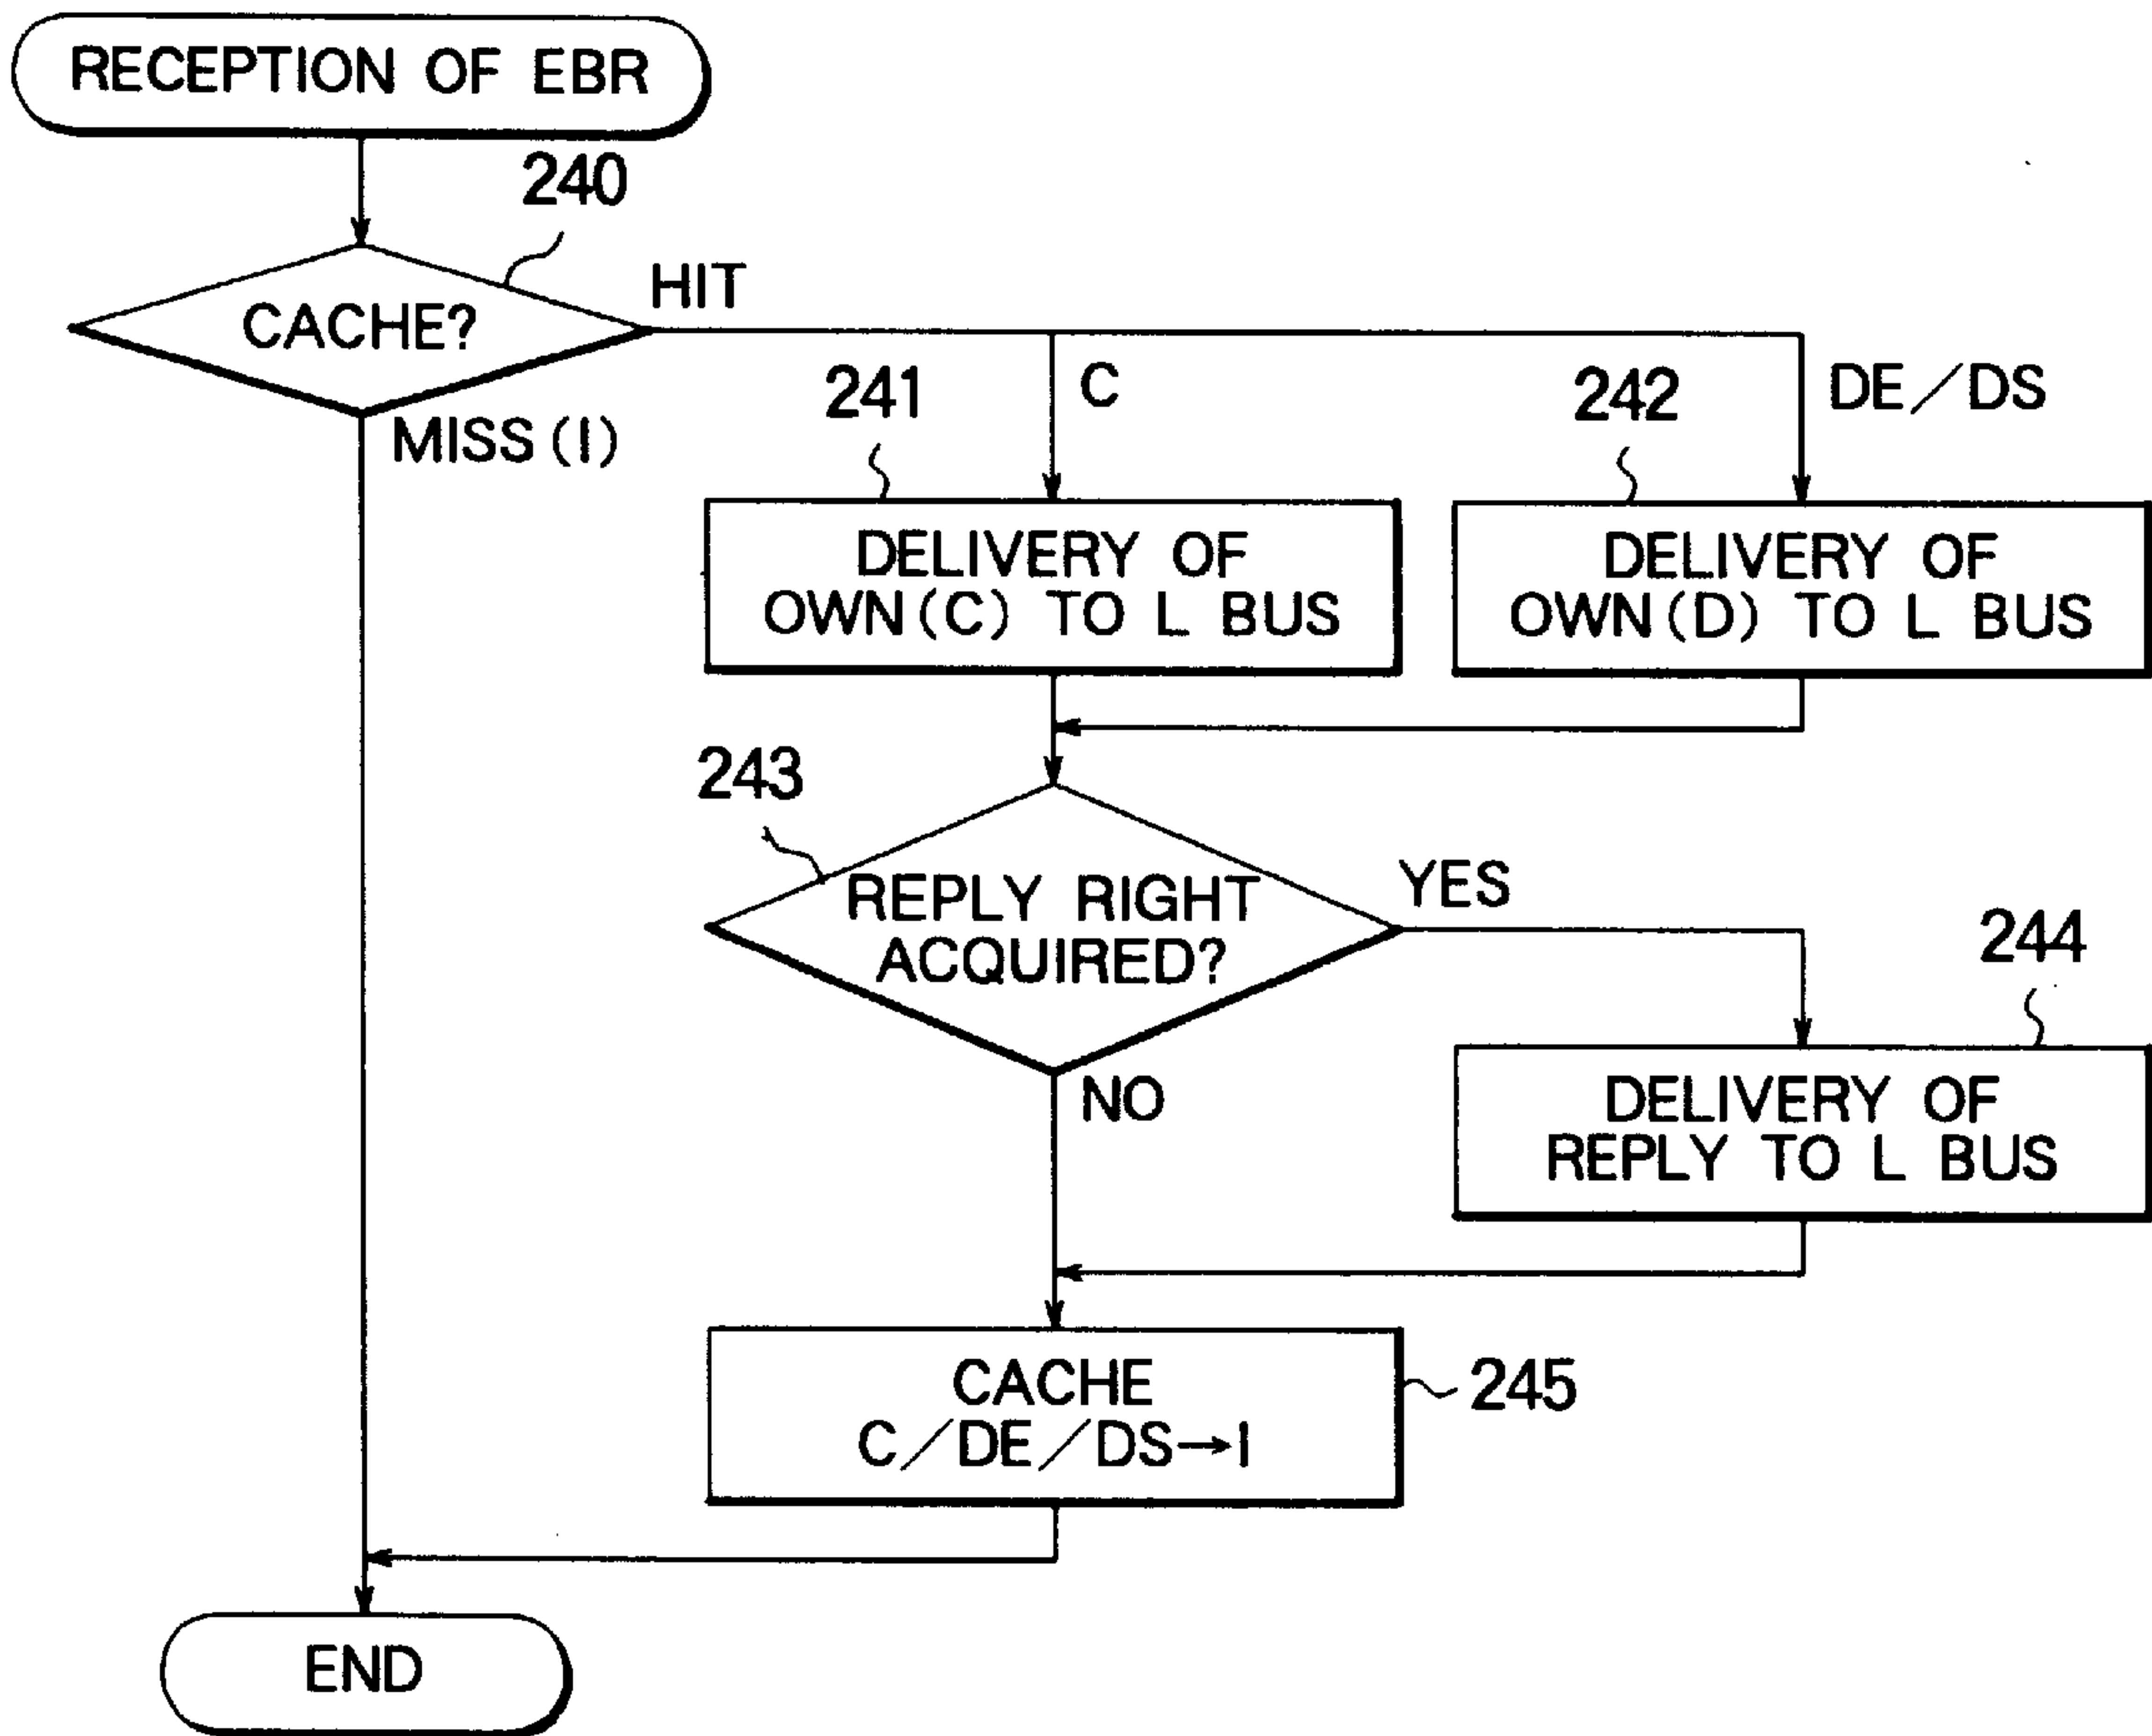 RECEPTION OF EBR
240
CACHE?
HIT
MISS(I)
241
C
242
DE/DS
DELIVERY OF
OWN(C) TO L BUS
DELIVERY OF
OWN(D) TO L BUS
243
REPLY RIGHT
ACQUIRED?
YES
NO
244
DELIVERY OF
REPLY TO L BUS
CACHE
C/DE/DS→I
245
END